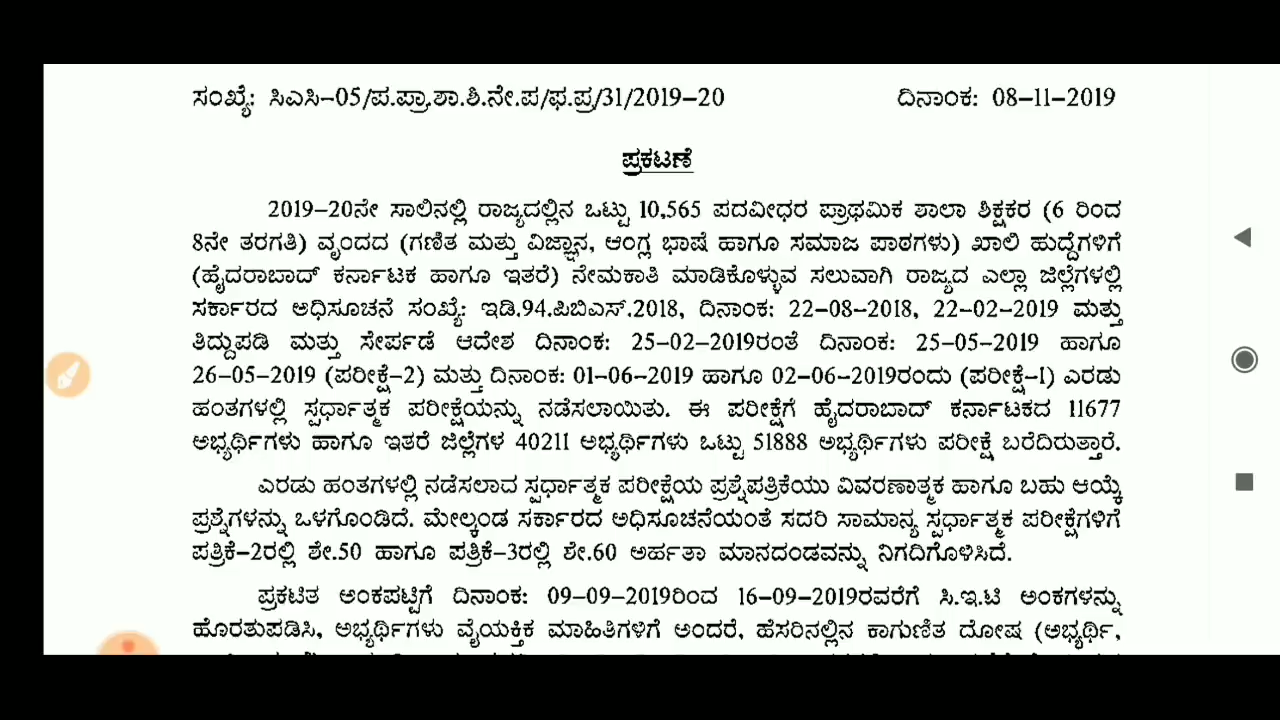 ಸಂಖ್ಯೆ: ಸಿಎಸಿ–05/ಪ.ಪ್ರಾ.ಶಾ.ಶಿ.ನೇ.ಪ/ಫ.ಪ್ರ/31/2019–20 ದಿನಾಂಕ: 08–11–2019
ಪ್ರಕಟಣೆ
2019–20ನೇ ಸಾಲಿನಲ್ಲಿ ರಾಜ್ಯದಲ್ಲಿನ ಒಟ್ಟು 10,565 ಪದವೀಧರ ಪ್ರಾಥಮಿಕ ಶಾಲಾ ಶಿಕ್ಷಕರ (6 ರಿಂದ
8ನೇ ತರಗತಿ) ವೃಂದದ (ಗಣಿತ ಮತ್ತು ವಿಜ್ಞಾನ, ಆಂಗ್ಲ ಭಾಷೆ ಹಾಗೂ ಸಮಾಜ ಪಾಠಗಳು) ಖಾಲಿ ಹುದ್ದೆಗಳಿಗೆ
(ಹೈದರಾಬಾದ್ ಕರ್ನಾಟಕ ಹಾಗೂ ಇತರೆ) ನೇಮಕಾತಿ ಮಾಡಿಕೊಳ್ಳುವ ಸಲುವಾಗಿ ರಾಜ್ಯದ ಎಲ್ಲಾ ಜಿಲ್ಲೆಗಳಲ್ಲಿ
ಸರ್ಕಾರದ ಅಧಿಸೂಚನೆ ಸಂಖ್ಯೆ: ಇಡಿ.94.ಪಿಬಿಎಸ್.2018, ದಿನಾಂಕ: 22–08–2018, 22–02–2019 ಮತ್ತು
ತಿದ್ದುಪಡಿ ಮತ್ತು ಸೇರ್ಪಡೆ ಆದೇಶ ದಿನಾಂಕ: 25–02–2019ರಂತೆ ದಿನಾಂಕ: 25–05–2019 ಹಾಗೂ
26–05–2019 (ಪರೀಕ್ಷೆ–2) ಮತ್ತು ದಿನಾಂಕ: 01–06–2019 ಹಾಗೂ 02–06–2019ರಂದು (ಪರೀಕ್ಷೆ–1) ಎರಡು
ಹಂತಗಳಲ್ಲಿ ಸ್ಪರ್ಧಾತ್ಮಕ ಪರೀಕ್ಷೆಯನ್ನು ನಡೆಸಲಾಯಿತು. ಈ ಪರೀಕ್ಷೆಗೆ ಹೈದರಾಬಾದ್ ಕರ್ನಾಟಕದ 11677
ಅಭ್ಯರ್ಥಿಗಳು ಹಾಗೂ ಇತರೆ ಜಿಲ್ಲೆಗಳ 40211 ಅಭ್ಯರ್ಥಿಗಳು ಒಟ್ಟು 51888 ಅಭ್ಯರ್ಥಿಗಳು ಪರೀಕ್ಷೆ ಬರೆದಿರುತ್ತಾರೆ.
ಎರಡು ಹಂತಗಳಲ್ಲಿ ನಡೆಸಲಾದ ಸ್ಪರ್ಧಾತ್ಮಕ ಪರೀಕ್ಷೆಯ ಪ್ರಶ್ನೆಪತ್ರಿಕೆಯು ವಿವರಣಾತ್ಮಕ ಹಾಗೂ ಬಹು ಆಯ್ಕೆ
ಪ್ರಶ್ನೆಗಳನ್ನು ಒಳಗೊಂಡಿದೆ. ಮೇಲ್ಕಂಡ ಸರ್ಕಾರದ ಅಧಿಸೂಚನೆಯಂತೆ ಸದರಿ ಸಾಮಾನ್ಯ ಸ್ಪರ್ಧಾತ್ಮಕ ಪರೀಕ್ಷೆಗಳಿಗೆ
ಪತ್ರಿಕೆ–2ರಲ್ಲಿ ಶೇ.50 ಹಾಗೂ ಪತ್ರಿಕೆ–3ರಲ್ಲಿ ಶೇ.60 ಅರ್ಹತಾ ಮಾನದಂಡವನ್ನು ನಿಗದಿಗೊಳಿಸಿದೆ.
ಪ್ರಕಟಿತ ಅಂಕಪಟ್ಟಿಗೆ ದಿನಾಂಕ: 09–09–2019ರಿಂದ 16–09–2019ರವರೆಗೆ ಸಿ.ಇ.ಟಿ ಅಂಕಗಳನ್ನು
ಹೊರತುಪಡಿಸಿ, ಅಭ್ಯರ್ಥಿಗಳು ವೈಯಕ್ತಿಕ ಮಾಹಿತಿಗಳಿಗೆ ಅಂದರೆ, ಹೆಸರಿನಲ್ಲಿನ ಕಾಗುಣಿತ ದೋಷ (ಅಭ್ಯರ್ಥಿ,